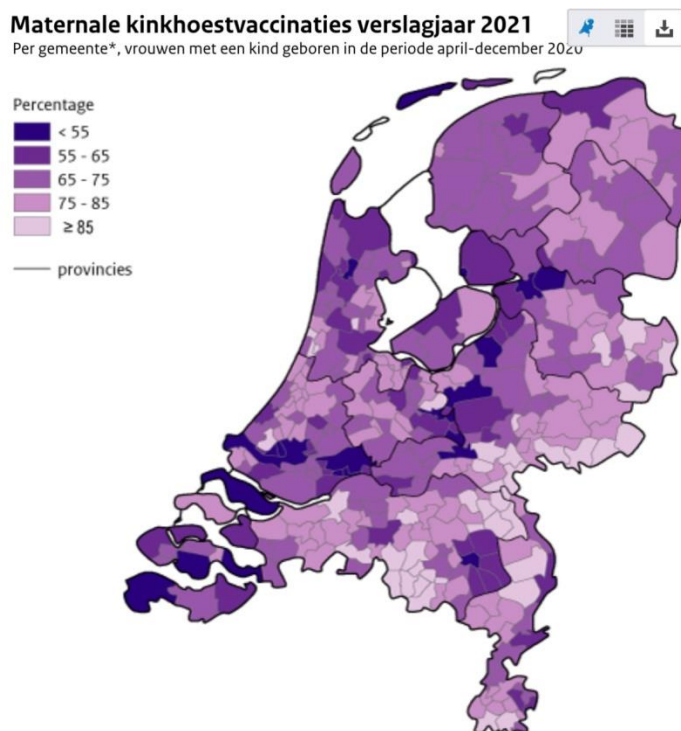 Maternale kinkhoestvaccinaties verslagjaar 2021
Per gemeente*, vrouwen met een kind geboren in de periode april-december 2020
Percentage
< 55
55 - 65
65 - 75
75 - 85
≥ 85
provincies